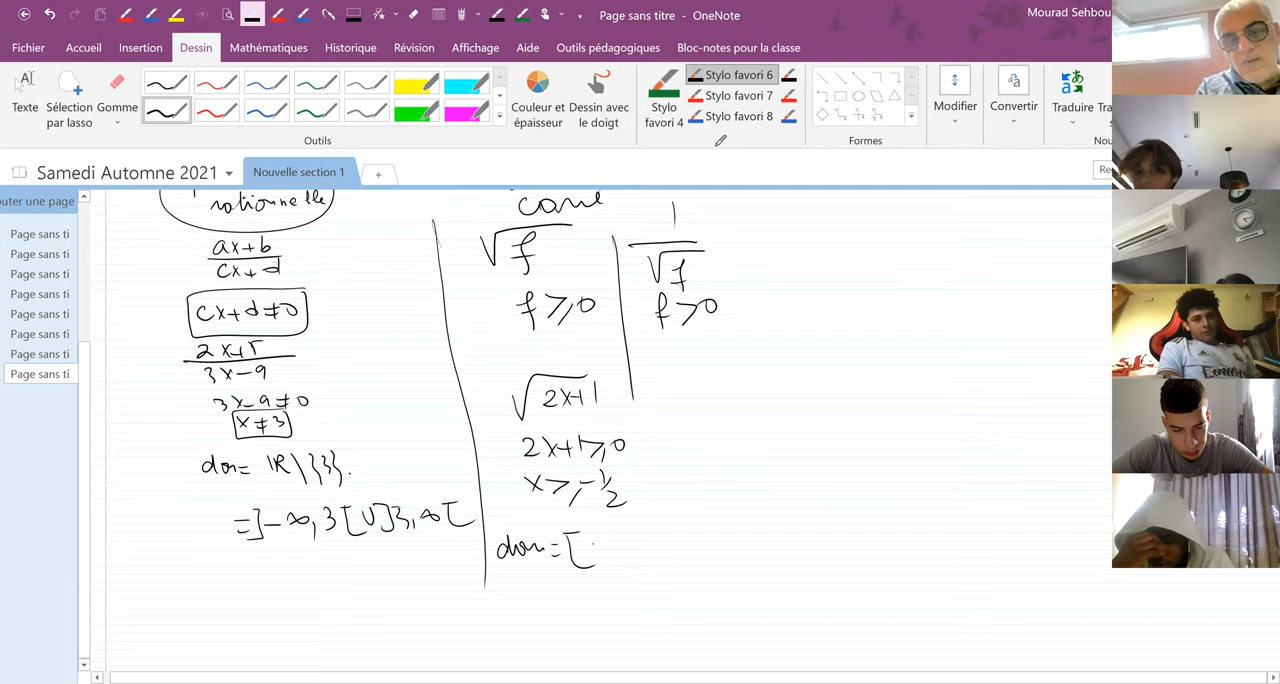 Page sans titre - OneNote
Mourad Sehbou
Fichier Accueil Insertion Dessin Mathématiques Historique Révision Affichage Aide Outils pédagogiques Bloc-notes pour la classe
Texte
Sélection par lasso
Gomme
Couleur et épaisseur
Dessin avec le doigt
Stylo favori 4
Stylo favori 6
Stylo favori 7
Stylo favori 8
Modifier
Convertir
Traduire
Outils
Formes
Samedi Automne 2021
Nouvelle section 1
outer une page
Page sans ti
Page sans ti
Page sans ti
Page sans ti
Page sans ti
Page sans ti
Page sans ti
Page sans ti
rationnelle
ax+b
cx+d
cx+d≠0
2x+5
3x-9
3x-9≠0
x≠3
dom= IR\{3}.
=]-∞,3[U]3,∞[
√f
f≥0
√2x+1
2x+1≥0
x≥-1/2
dom=[
1
√f
f>0